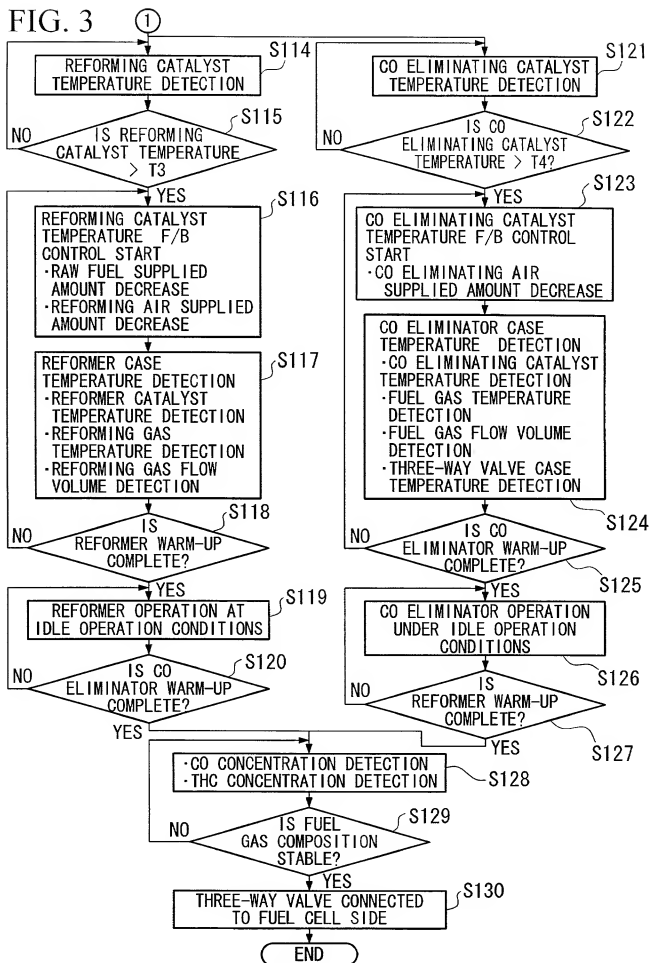 FIG. 3
1
S114
REFORMING CATALYST
TEMPERATURE DETECTION
S115
IS REFORMING
CATALYST TEMPERATURE
> T3
NO
YES
S116
REFORMING CATALYST
TEMPERATURE F/B
CONTROL START
·RAW FUEL SUPPLIED
AMOUNT DECREASE
·REFORMING AIR SUPPLIED
AMOUNT DECREASE
S117
REFORMER CASE
TEMPERATURE DETECTION
·REFORMER CATALYST
TEMPERATURE DETECTION
·REFORMING GAS
TEMPERATURE DETECTION
·REFORMING GAS FLOW
VOLUME DETECTION
S118
IS
REFORMER WARM-UP
COMPLETE?
NO
YES
S119
REFORMER OPERATION AT
IDLE OPERATION CONDITIONS
S120
IS CO
ELIMINATOR WARM-UP
COMPLETE?
NO
YES
S121
CO ELIMINATING CATALYST
TEMPERATURE DETECTION
S122
IS CO
ELIMINATING CATALYST
TEMPERATURE > T4?
NO
YES
S123
CO ELIMINATING CATALYST
TEMPERATURE F/B CONTROL
START
·CO ELIMINATING AIR
SUPPLIED AMOUNT DECREASE
CO ELIMINATOR CASE
TEMPERATURE DETECTION
·CO ELIMINATING CATALYST
TEMPERATURE DETECTION
·FUEL GAS TEMPERATURE
DETECTION
·FUEL GAS FLOW VOLUME
DETECTION
·THREE-WAY VALVE CASE
TEMPERATURE DETECTION
S124
IS CO
ELIMINATOR WARM-UP
COMPLETE?
NO
YES
S125
CO ELIMINATOR OPERATION
UNDER IDLE OPERATION
CONDITIONS
S126
IS
REFORMER WARM-UP
COMPLETE?
NO
YES
S127
·CO CONCENTRATION DETECTION
·THC CONCENTRATION DETECTION
S128
S129
IS FUEL
GAS COMPOSITION
STABLE?
NO
YES
S130
THREE-WAY VALVE CONNECTED
TO FUEL CELL SIDE
END